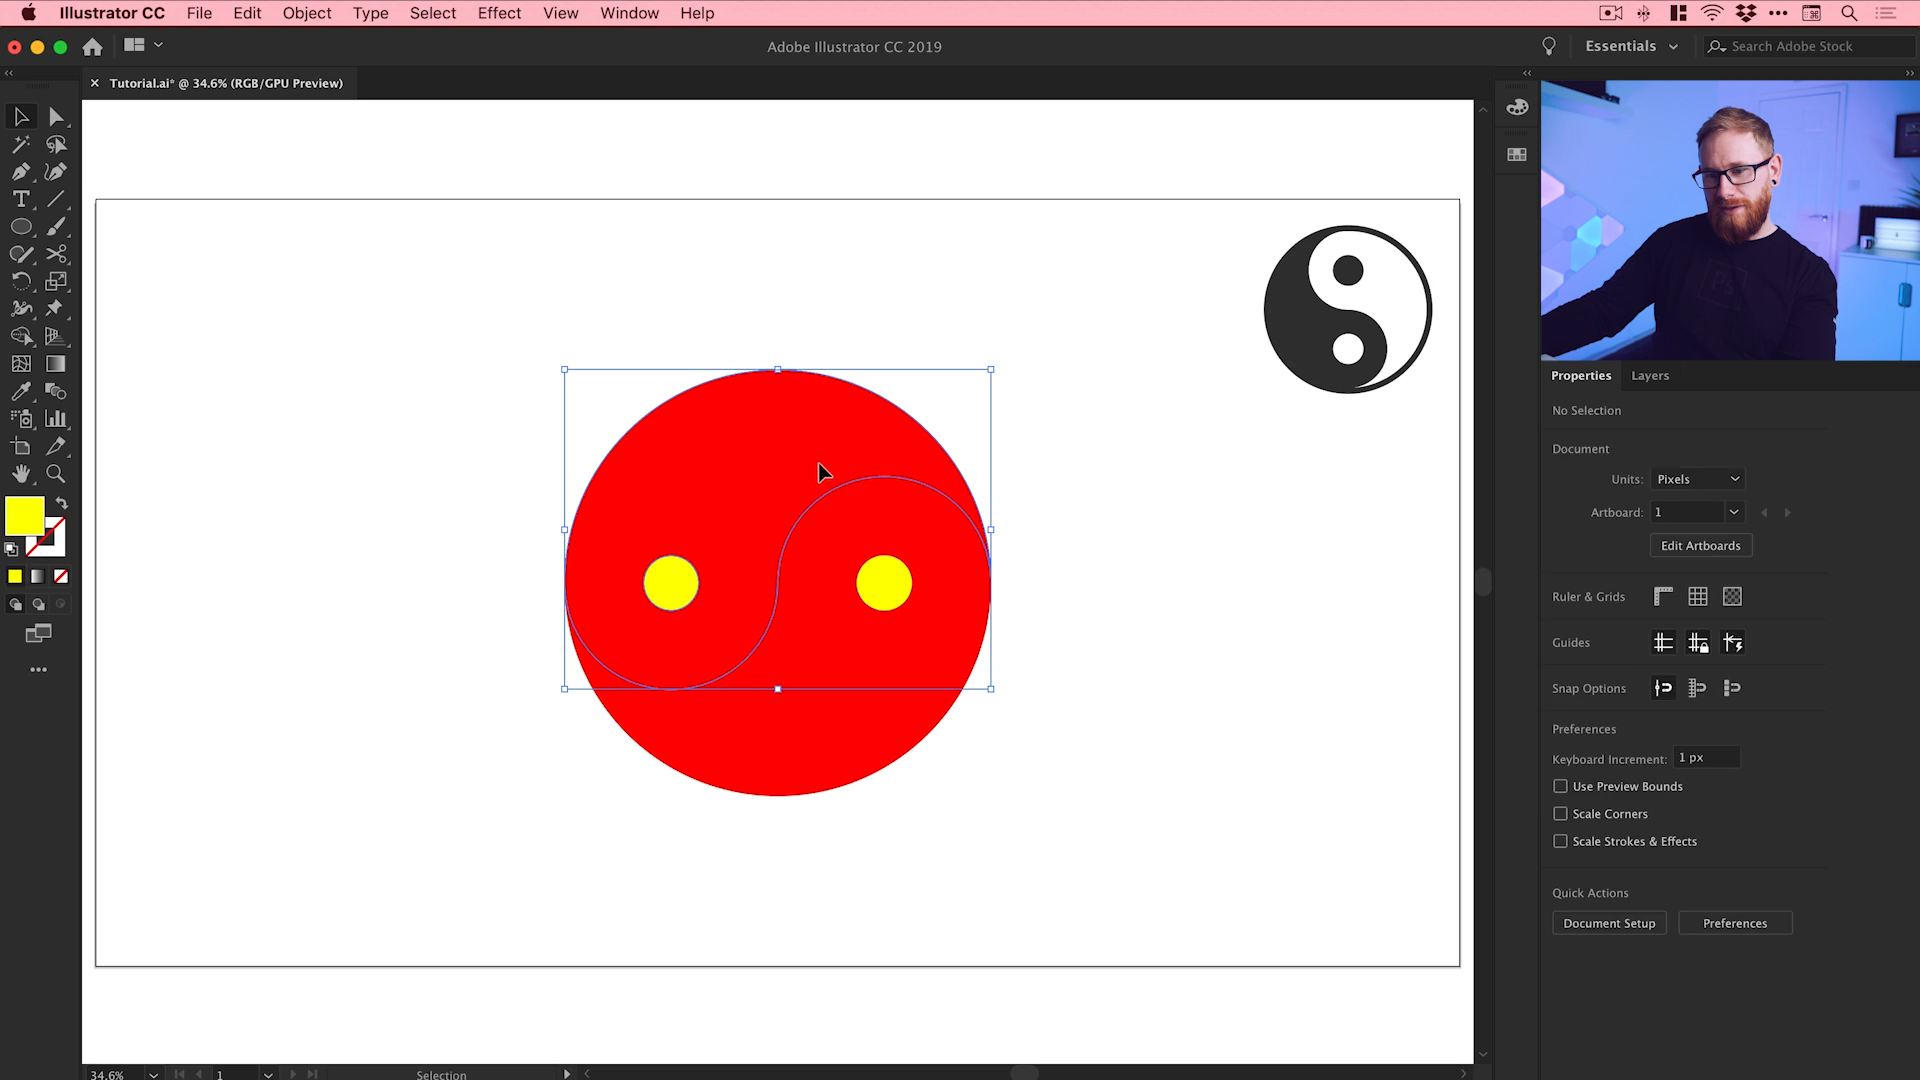 Illustrator CC File Edit Object Type Select Effect View Window Help
Adobe Illustrator CC 2019
Essentials
Search Adobe Stock
Tutorial.ai* @ 34.6% (RGB/GPU Preview)
Properties Layers
No Selection
Document
Units: Pixels
Artboard: 1
Edit Artboards
Ruler & Grids
Guides
Snap Options
Preferences
Keyboard Increment: 1 px
Use Preview Bounds
Scale Corners
Scale Strokes & Effects
Quick Actions
Document Setup Preferences
34.6% 1 Selection